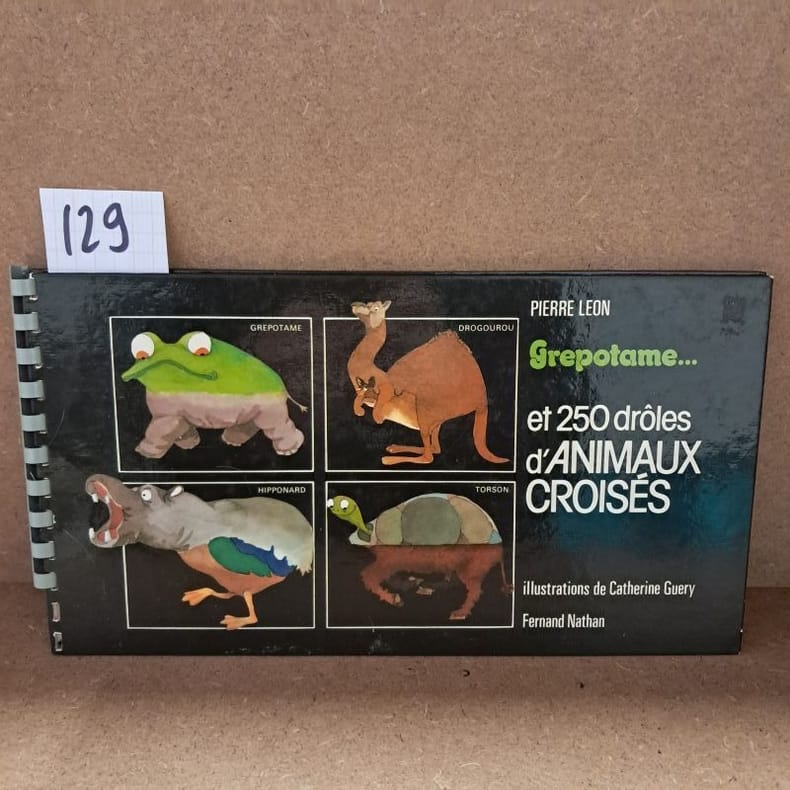 129
GREPOTAME
DROGOUROU
HIPPONARD
TORSON
PIERRE LEON
Grepotame...
et 250 drôles
d'ANIMAUX
CROISÉS
illustrations de Catherine Guery
Fernand Nathan